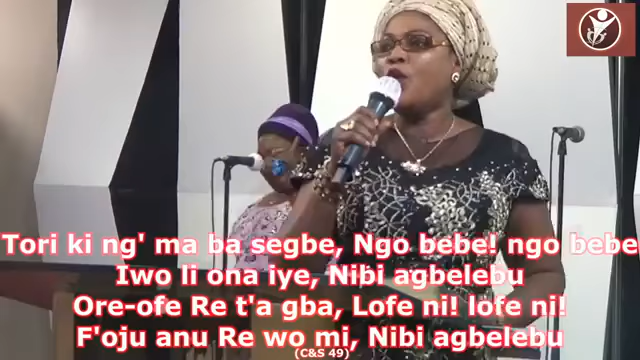 Tori ki ng' ma ba segbe, Ngo bebe! ngo bebe
Iwo li ona iye, Nibi agbelebu
Ore-ofe Re t'a gba, Lofe ni! lofe ni!
F'oju anu Re wo mi, Nibi agbelebu
(C&S 49)